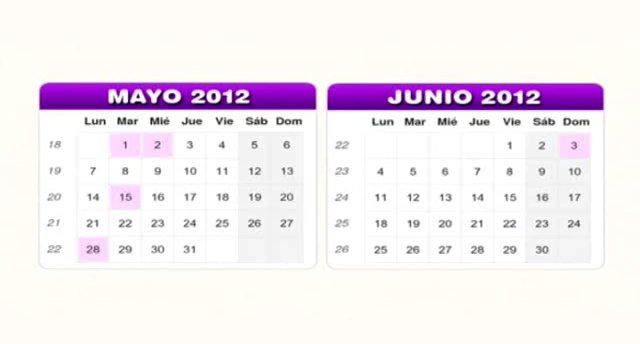 MAYO 2012
Lun Mar Mié Jue Vie Sáb Dom
18 1 2 3 4 5 6
19 7 8 9 10 11 12 13
20 14 15 16 17 18 19 20
21 21 22 23 24 25 26 27
22 28 29 30 31
JUNIO 2012
Lun Mar Mié Jue Vie Sáb Dom
22 1 2 3
23 4 5 6 7 8 9 10
24 11 12 13 14 15 16 17
25 18 19 20 21 22 23 24
26 25 26 27 28 29 30